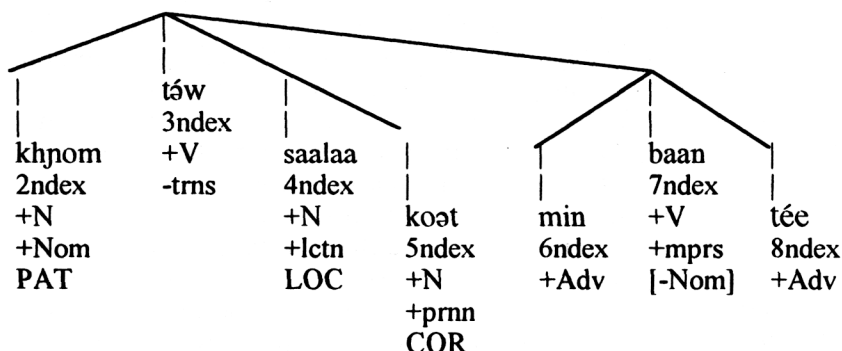 khɲom
2ndex
+N
+Nom
PAT
tə́w
3ndex
+V
-trns
saalaa
4ndex
+N
+lctn
LOC
koət
5ndex
+N
+prnn
COR
min
6ndex
+Adv
baan
7ndex
+V
+mprs
[-Nom]
tée
8ndex
+Adv